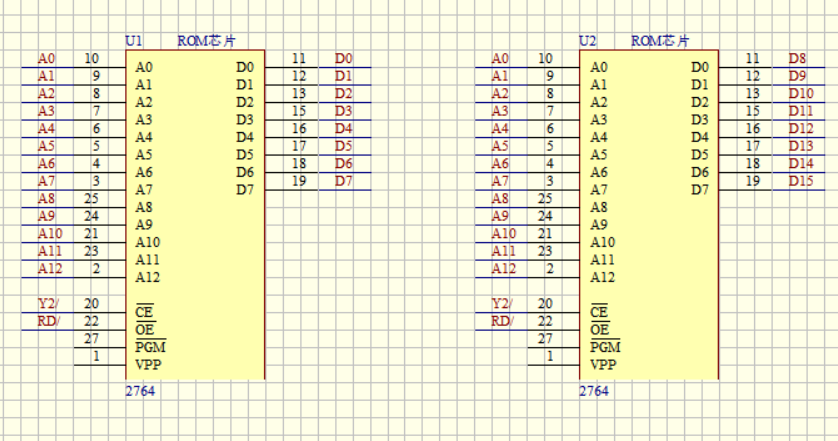 U1 ROM芯片
A0 10 A0 D0 11 D0
A1 9 A1 D1 12 D1
A2 8 A2 D2 13 D2
A3 7 A3 D3 15 D3
A4 6 A4 D4 16 D4
A5 5 A5 D5 17 D5
A6 4 A6 D6 18 D6
A7 3 A7 D7 19 D7
A8 25 A8
A9 24 A9
A10 21 A10
A11 23 A11
A12 2 A12
Y2/ 20 CE
RD/ 22 OE
27 PGM
1 VPP
2764
U2 ROM芯片
A0 10 A0 D0 11 D8
A1 9 A1 D1 12 D9
A2 8 A2 D2 13 D10
A3 7 A3 D3 15 D11
A4 6 A4 D4 16 D12
A5 5 A5 D5 17 D13
A6 4 A6 D6 18 D14
A7 3 A7 D7 19 D15
A8 25 A8
A9 24 A9
A10 21 A10
A11 23 A11
A12 2 A12
Y2/ 20 CE
RD/ 22 OE
27 PGM
1 VPP
2764